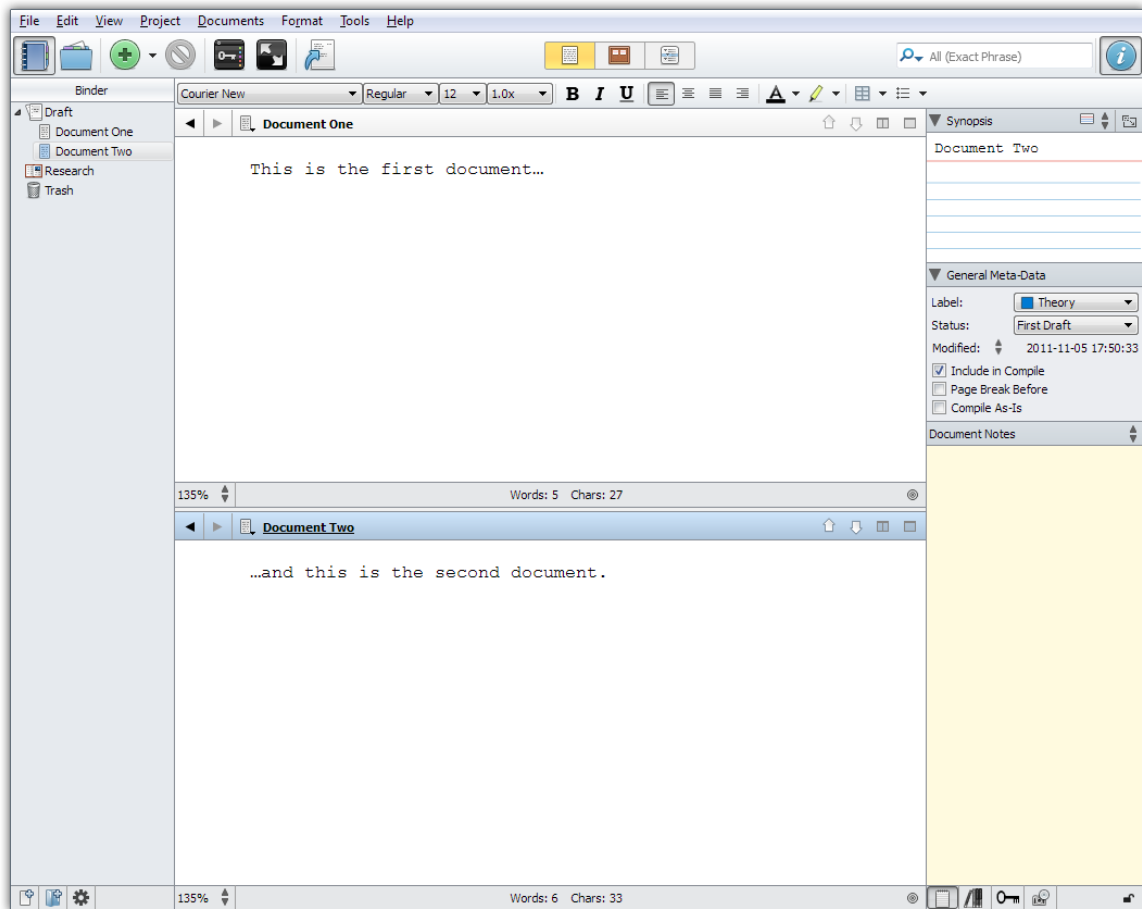 File Edit View Project Documents Format Tools Help
All (Exact Phrase)
Binder
Courier New Regular 12 1.0x B I U A
Draft
Document One
Document Two
Research
Trash
Document One
This is the first document…
135% Words: 5 Chars: 27
Document Two
…and this is the second document.
135% Words: 6 Chars: 33
Synopsis
Document Two
General Meta-Data
Label: Theory
Status: First Draft
Modified: 2011-11-05 17:50:33
Include in Compile
Page Break Before
Compile As-Is
Document Notes